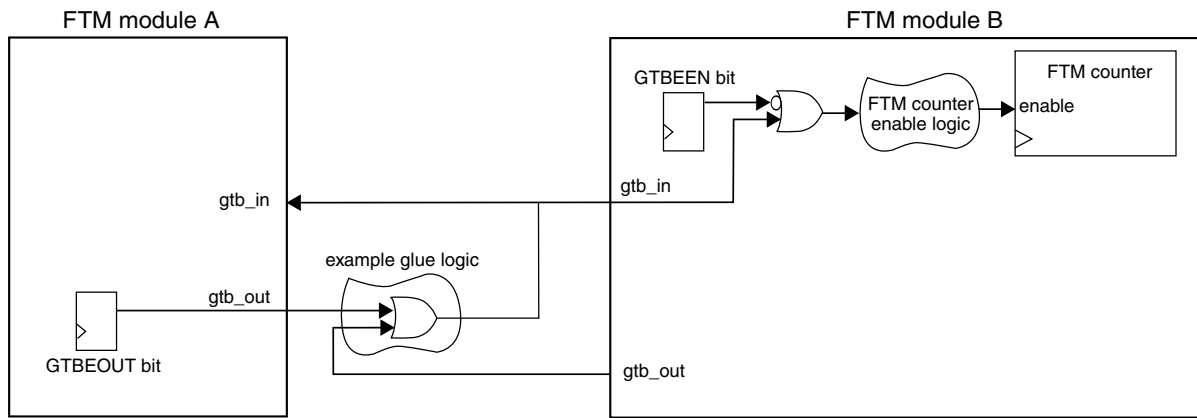 FTM module A
FTM module B
GTBEEN bit
FTM counter
enable
FTM counter
enable logic
gtb_in
gtb_in
example glue logic
gtb_out
GTBEOUT bit
gtb_out